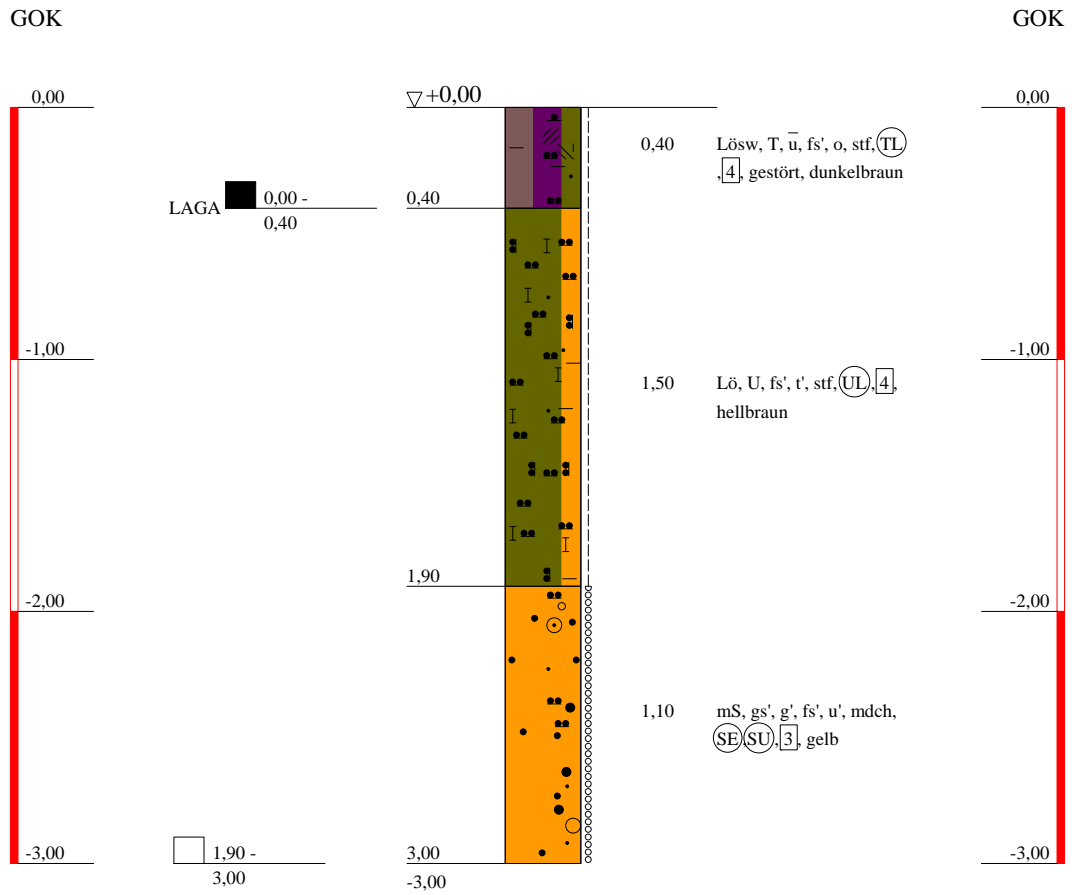 GOK
GOK
0,00
▽ +0,00
0,00
0,40
Lösw, T, u̅, fs', o, stf, TL
, 4, gestört, dunkelbraun
LAGA
0,00 -
0,40
0,40
-1,00
-1,00
1,50
Lö, U, fs', t', stf, UL, 4,
hellbraun
1,90
-2,00
-2,00
1,10
mS, gs', g', fs', u', mdch,
SE, SU, 3, gelb
1,90 -
3,00
-3,00
3,00
-3,00
-3,00